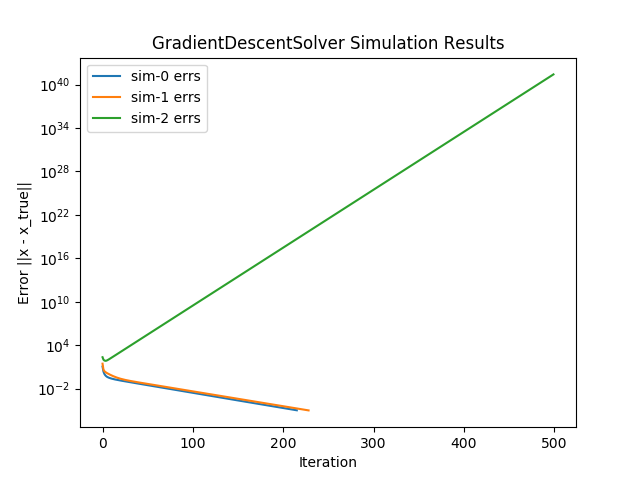 GradientDescentSolver Simulation Results
sim-0 errs
sim-1 errs
sim-2 errs
10^40
10^34
10^28
10^22
10^16
10^10
10^4
10^−2
Error ||x - x_true||
0 100 200 300 400 500
Iteration